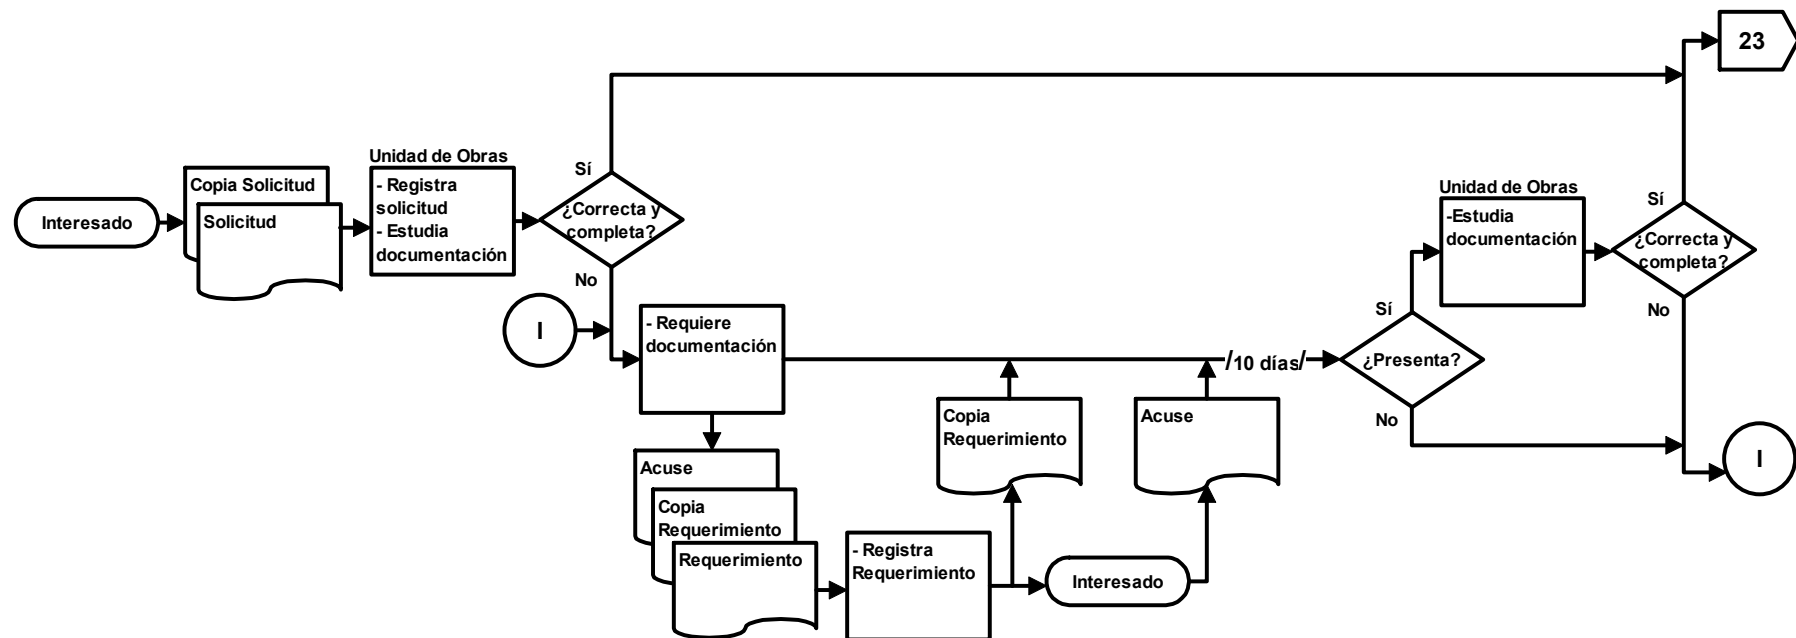 23
Unidad de Obras
Sí
Copia Solicitud
- Registra
solicitud
- Estudia
documentación
Interesado
Solicitud
¿Correcta y
completa?
No
Unidad de Obras
-Estudia
documentación
Sí
¿Correcta y
completa?
No
I
- Requiere
documentación
/10 días/
Sí
¿Presenta?
No
Copia
Requerimiento
Acuse
I
Acuse
Copia
Requerimiento
Requerimiento
- Registra
Requerimiento
Interesado